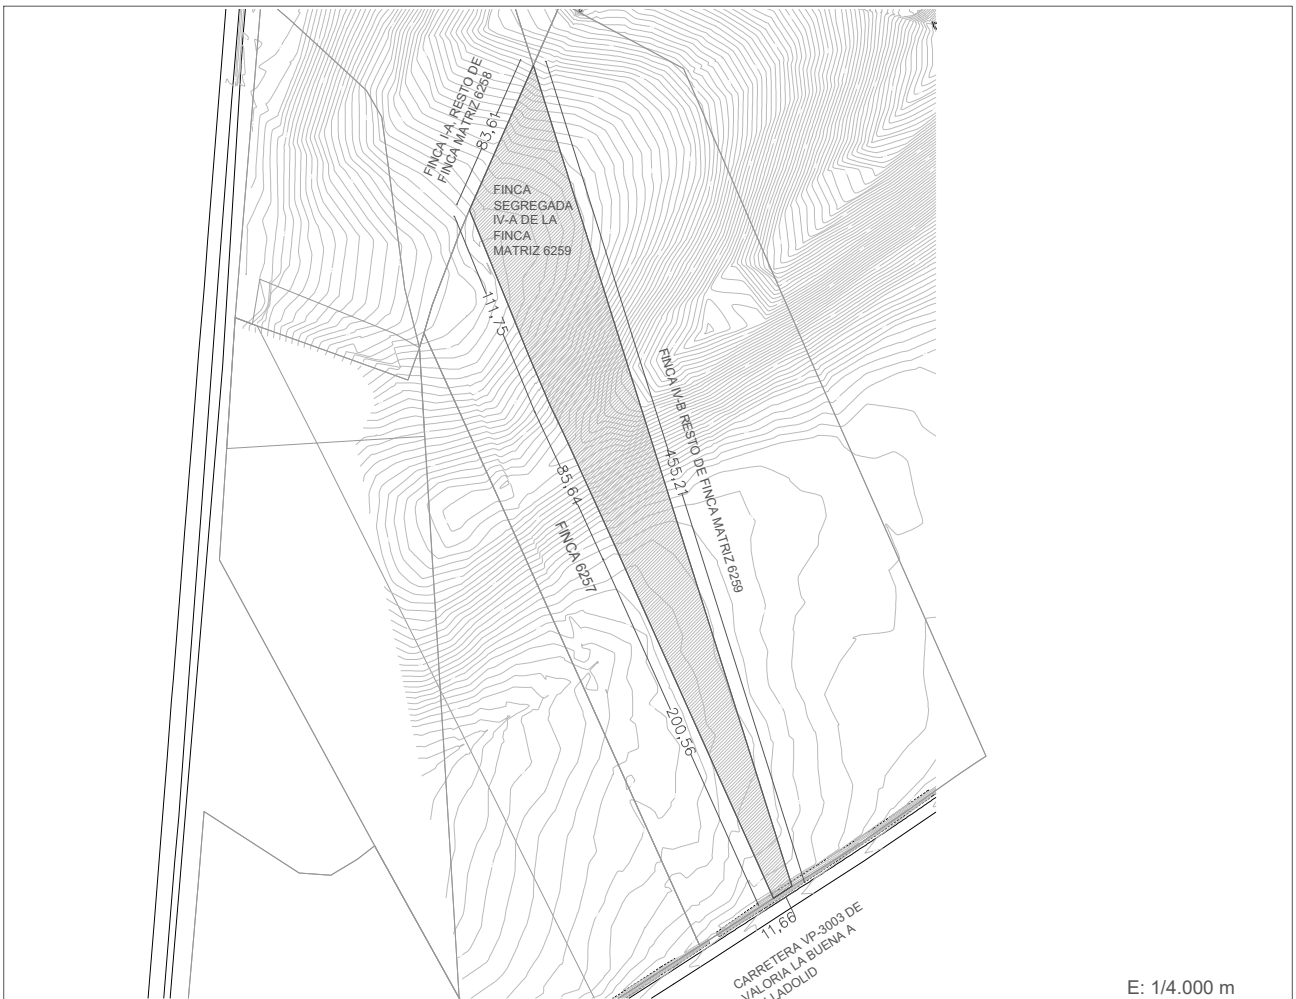 FINCA I-A, RESTO DE
FINCA MATRIZ 6258
83,61
FINCA
SEGREGADA
IV-A DE LA
FINCA
MATRIZ 6259
111,75
FINCA IV-B RESTO DE FINCA MATRIZ 6259
455,21
85,64
FINCA 6257
200,56
11,66
CARRETERA VP-3003 DE
VALORIA LA BUENA A
E: 1/4.000 m